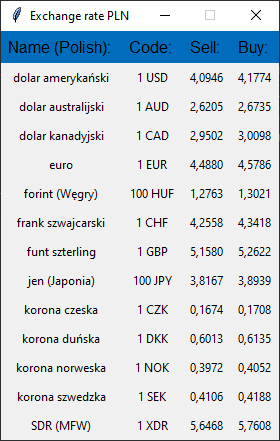 Exchange rate PLN
Name (Polish): Code: Sell: Buy:
dolar amerykański 1 USD 4,0946 4,1774
dolar australijski 1 AUD 2,6205 2,6735
dolar kanadyjski 1 CAD 2,9502 3,0098
euro 1 EUR 4,4880 4,5786
forint (Węgry) 100 HUF 1,2763 1,3021
frank szwajcarski 1 CHF 4,2558 4,3418
funt szterling 1 GBP 5,1580 5,2622
jen (Japonia) 100 JPY 3,8167 3,8939
korona czeska 1 CZK 0,1674 0,1708
korona duńska 1 DKK 0,6013 0,6135
korona norweska 1 NOK 0,3972 0,4052
korona szwedzka 1 SEK 0,4106 0,4188
SDR (MFW) 1 XDR 5,6468 5,7608